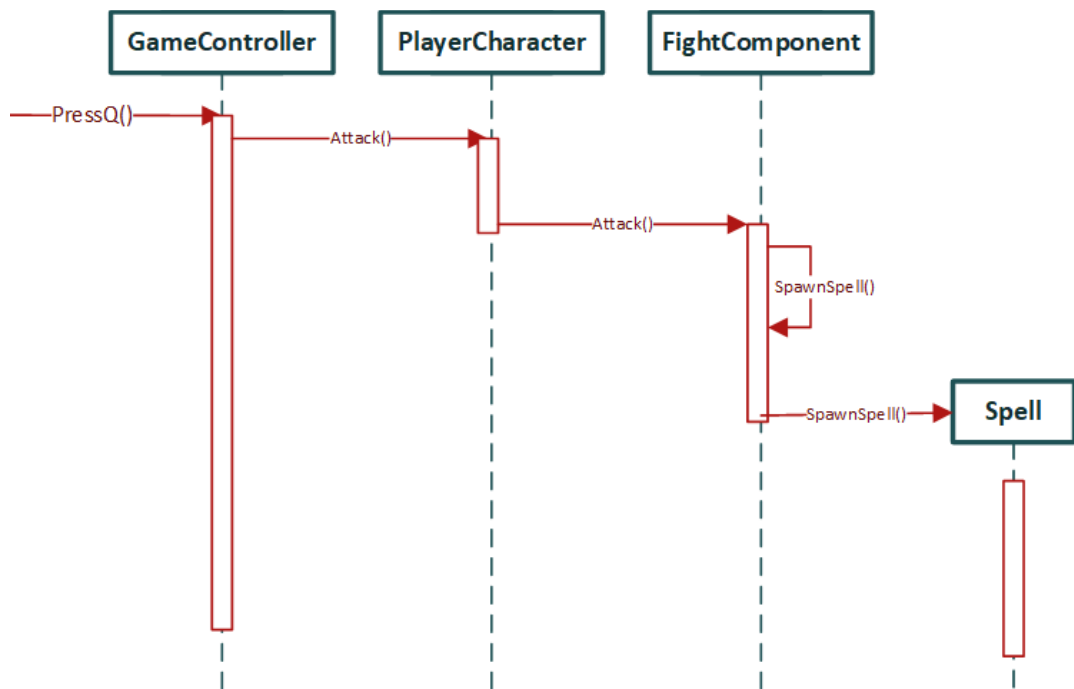 GameController
PlayerCharacter
FightComponent
PressQ()
Attack()
Attack()
SpawnSpell()
SpawnSpell()
Spell